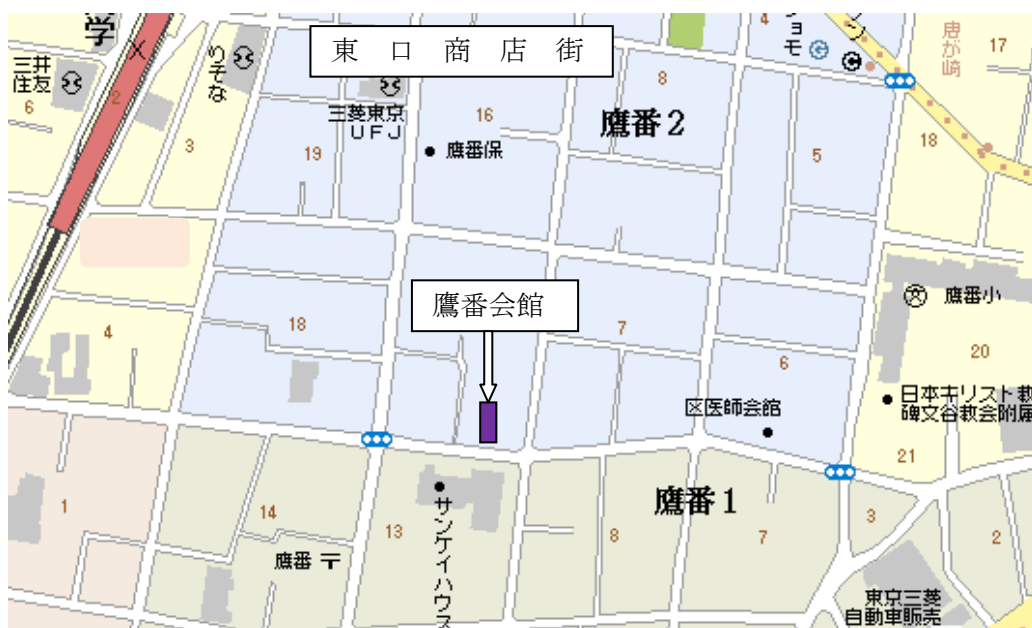 学
三井
住友
6
2
りそな
3
東口商店街
三菱東京
UFJ
16
鷹番保
19
8
鷹番2
4
ョモ
唐が崎
17
5
18
鷹番小
鷹番会館
4
18
7
6
20
区医師会館
日本キリスト教
碑文谷教会附属
21
鷹番1
1
14
13
サンケイハウス
鷹番〒
8
7
3
2
東京三菱
自動車販売